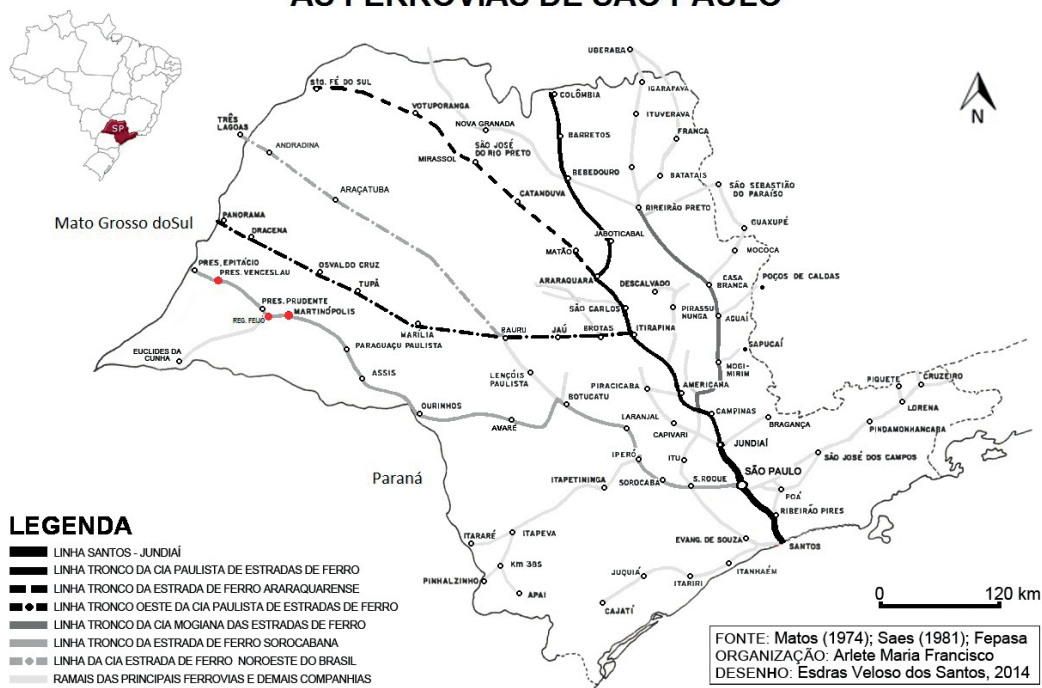 AS FERROVIAS DE SÃO PAULO
SP
N
UBERABA
STO. FÉ DO SUL
COLÔMBIA
IGARAPAVA
VOTUPORANGA
ITUVERAVA
TRÊS
LAGOAS
NOVA GRANADA
BARRETOS
FRANCA
ANDRADINA
SÃO JOSÉ
DO RIO PRETO
MIRASSOL
BEBEDOURO
BATATAIS
SÃO SEBASTIÃO
DO PARAÍSO
ARAÇATUBA
CATANDUVA
RIBEIRÃO PRETO
Mato Grosso doSul
PANORAMA
GUAXUPÉ
DRACENA
JABOTICABAL
MATÃO
MOCOCA
PRES. EPITÁCIO
PRES. VENCESLAU
OSVALDO CRUZ
ARARAQUARA
DESCALVADO
CASA
BRANCA
POÇOS DE CALDAS
TUPÁ
PRES. PRUDENTE
MARTINÓPOLIS
REG. FEIJO
SÃO CARLOS
PIRASSU
NUNGA
AGUAÍ
MARÍLIA
BAURU
JAÚ
BROTAS
ITIRAPINA
PARAGUAÇU PAULISTA
SAPUCAÍ
EUCLIDES DA
CUNHA
MOGI-
MIRIM
ASSIS
LENÇÓIS
PAULISTA
PIRACICABA
AMERICANA
PIQUETE
CRUZEIRO
BOTUCATU
LORENA
OURINHOS
AVARÉ
LARANJAL
CAMPINAS
BRAGANÇA
PINDAMONHANGABA
CAPIVARI
JUNDIAÍ
IPERÓ
ITU
SÃO JOSÉ DOS CAMPOS
Paraná
SÃO PAULO
ITAPETININGA
SOROCABA
S.ROQUE
POÁ
RIBEIRÃO PIRES
ITARARÉ
ITAPEVA
EVANG. DE SOUZA
SANTOS
Km 385
PINHALZINHO
JUQUIÁ
ITANHAÉM
ITARIRI
APAI
CAJATÍ
LEGENDA
LINHA SANTOS - JUNDIAÍ
LINHA TRONCO DA CIA PAULISTA DE ESTRADAS DE FERRO
LINHA TRONCO DA ESTRADA DE FERRO ARARAQUARENSE
LINHA TRONCO OESTE DA CIA PAULISTA DE ESTRADAS DE FERRO
LINHA TRONCO DA CIA MOGIANA DAS ESTRADAS DE FERRO
LINHA TRONCO DA ESTRADA DE FERRO SOROCABANA
LINHA DA CIA ESTRADA DE FERRO NOROESTE DO BRASIL
RAMAIS DAS PRINCIPAIS FERROVIAS E DEMAIS COMPANHIAS
0 120 km
FONTE: Matos (1974); Saes (1981); Fepasa
ORGANIZAÇÃO: Arlete Maria Francisco
DESENHO: Esdras Veloso dos Santos, 2014